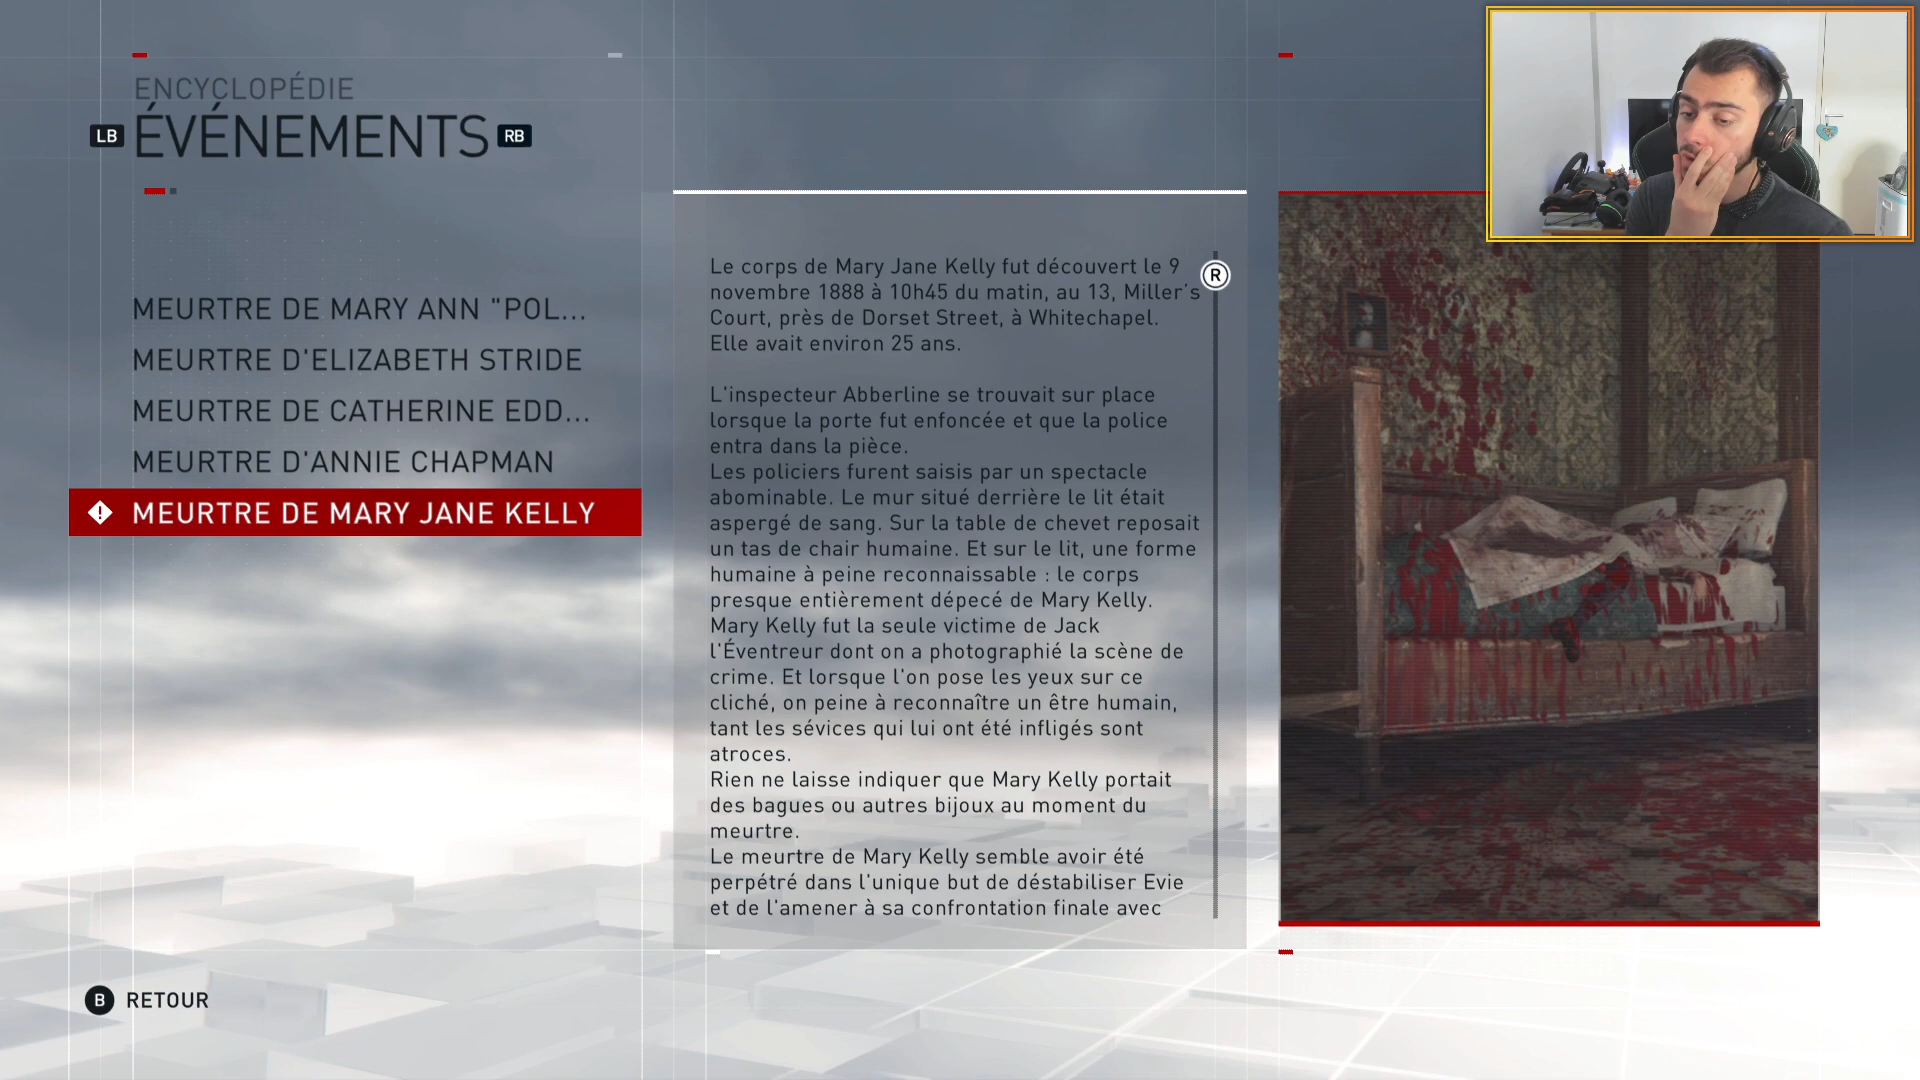 ENCYCLOPÉDIE
LB ÉVÉNEMENTS RB
MEURTRE DE MARY ANN "POL...
MEURTRE D'ELIZABETH STRIDE
MEURTRE DE CATHERINE EDD...
MEURTRE D'ANNIE CHAPMAN
MEURTRE DE MARY JANE KELLY
Le corps de Mary Jane Kelly fut découvert le 9
novembre 1888 à 10h45 du matin, au 13, Miller's
Court, près de Dorset Street, à Whitechapel.
Elle avait environ 25 ans.
L'inspecteur Abberline se trouvait sur place
lorsque la porte fut enfoncée et que la police
entra dans la pièce.
Les policiers furent saisis par un spectacle
abominable. Le mur situé derrière le lit était
aspergé de sang. Sur la table de chevet reposait
un tas de chair humaine. Et sur le lit, une forme
humaine à peine reconnaissable : le corps
presque entièrement dépecé de Mary Kelly.
Mary Kelly fut la seule victime de Jack
l'Éventreur dont on a photographié la scène de
crime. Et lorsque l'on pose les yeux sur ce
cliché, on peine à reconnaître un être humain,
tant les sévices qui lui ont été infligés sont
atroces.
Rien ne laisse indiquer que Mary Kelly portait
des bagues ou autres bijoux au moment du
meurtre.
Le meurtre de Mary Kelly semble avoir été
perpétré dans l'unique but de déstabiliser Evie
et de l'amener à sa confrontation finale avec
R
B RETOUR